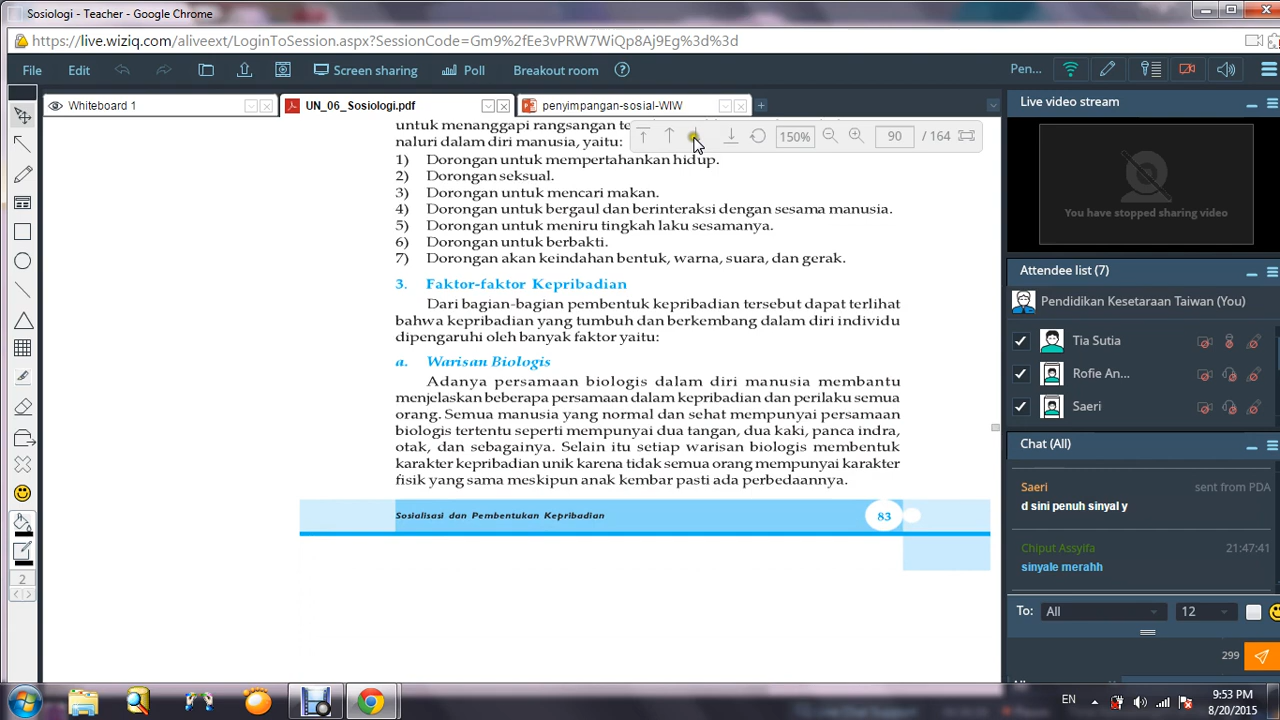 Sosiologi - Teacher - Google Chrome
https://live.wiziq.com/aliveext/LoginToSession.aspx?SessionCode=Gm9%2fEe3vPRW7WiQp8Aj9Eg%3d%3d
File Edit Screen sharing Poll Breakout room ? Pen...
Whiteboard 1 UN_06_Sosiologi.pdf penyimpangan-sosial-WIW
Live video stream
untuk menanggapi rangsangan
naluri dalam diri manusia, yaitu:
150% 90 / 164
1) Dorongan untuk mempertahankan hidup.
2) Dorongan seksual.
3) Dorongan untuk mencari makan.
4) Dorongan untuk bergaul dan berinteraksi dengan sesama manusia.
5) Dorongan untuk meniru tingkah laku sesamanya.
6) Dorongan untuk berbakti.
7) Dorongan akan keindahan bentuk, warna, suara, dan gerak.
3. Faktor-faktor Kepribadian
Dari bagian-bagian pembentuk kepribadian tersebut dapat terlihat
bahwa kepribadian yang tumbuh dan berkembang dalam diri individu
dipengaruhi oleh banyak faktor yaitu:
a. Warisan Biologis
Adanya persamaan biologis dalam diri manusia membantu
menjelaskan beberapa persamaan dalam kepribadian dan perilaku semua
orang. Semua manusia yang normal dan sehat mempunyai persamaan
biologis tertentu seperti mempunyai dua tangan, dua kaki, panca indra,
otak, dan sebagainya. Selain itu setiap warisan biologis membentuk
karakter kepribadian unik karena tidak semua orang mempunyai karakter
fisik yang sama meskipun anak kembar pasti ada perbedaannya.
Sosialisasi dan Pembentukan Kepribadian 83
You have stopped sharing video
Attendee list (7)
Pendidikan Kesetaraan Taiwan (You)
Tia Sutia
Rofie An...
Saeri
Chat (All)
Saeri sent from PDA
d sini penuh sinyal y
Chiput Assyifa 21:47:41
sinyale merahh
To: All 12
299
2
EN 9:53 PM
8/20/2015